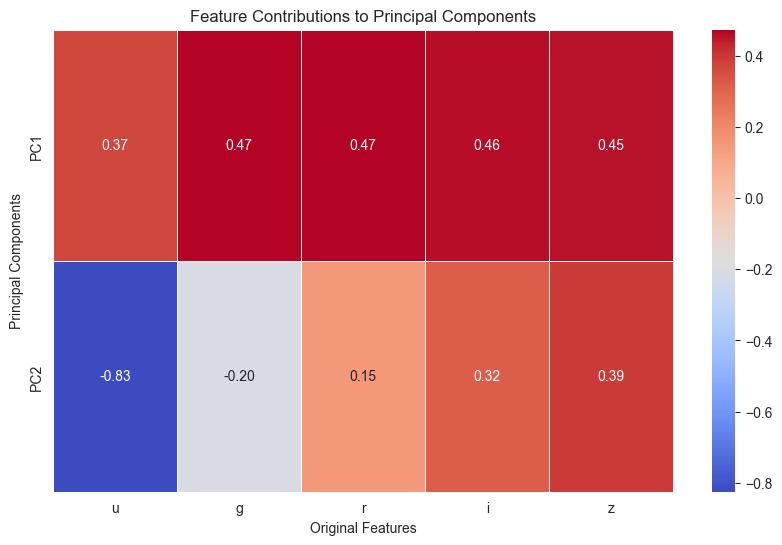 Feature Contributions to Principal Components
PC1
0.37 0.47 0.47 0.46 0.45
PC2
-0.83 -0.20 0.15 0.32 0.39
Principal Components
u g r i z
Original Features
0.4
0.2
0.0
−0.2
−0.4
−0.6
−0.8